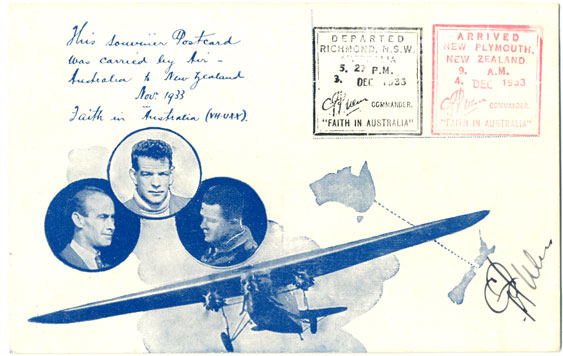 This souvenir Postcard
was carried by Air -
Australia to New Zealand
Nov. 1933
Faith in Australia (VH-UXX).
DEPARTED
RICHMOND, N.S.W.
AUSTRALIA
5. 27 P.M.
3. DEC 1933
COMMANDER.
"FAITH IN AUSTRALIA"
ARRIVED
NEW PLYMOUTH,
NEW ZEALAND
9. A.M.
4. DEC 1933
COMMANDER.
"FAITH IN AUSTRALIA"